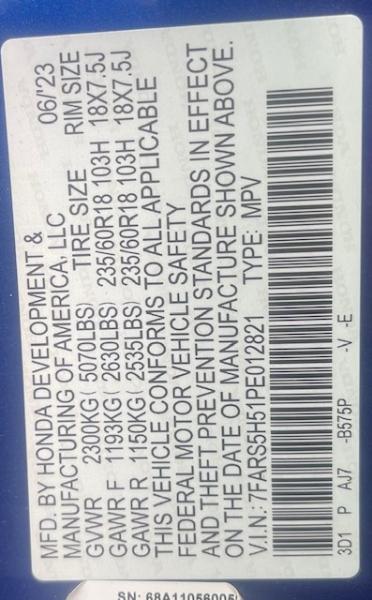 MFD. BY HONDA DEVELOPMENT &
MANUFACTURING OF AMERICA, LLC 06/'23
GVWR 2300KG( 5070LBS) TIRE SIZE RIM SIZE
GAWR F 1193KG( 2630LBS) 235/60R18 103H 18X7.5J
GAWR R 1150KG( 2535LBS) 235/60R18 103H 18X7.5J
THIS VEHICLE CONFORMS TO ALL APPLICABLE
FEDERAL MOTOR VEHICLE SAFETY
AND THEFT PREVENTION STANDARDS IN EFFECT
ON THE DATE OF MANUFACTURE SHOWN ABOVE.
V.I.N.: 7FARS5H51PE012821 TYPE: MPV
3D1 P AJ7 -B575P -V -E
SN: 68A11056005